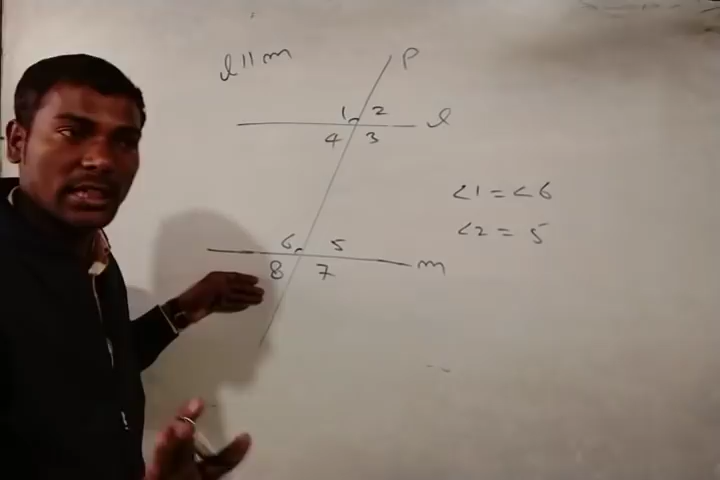 l || m
p
1 2
l
4 3
<1 = <6
<2 = 5
6 5
m
8 7